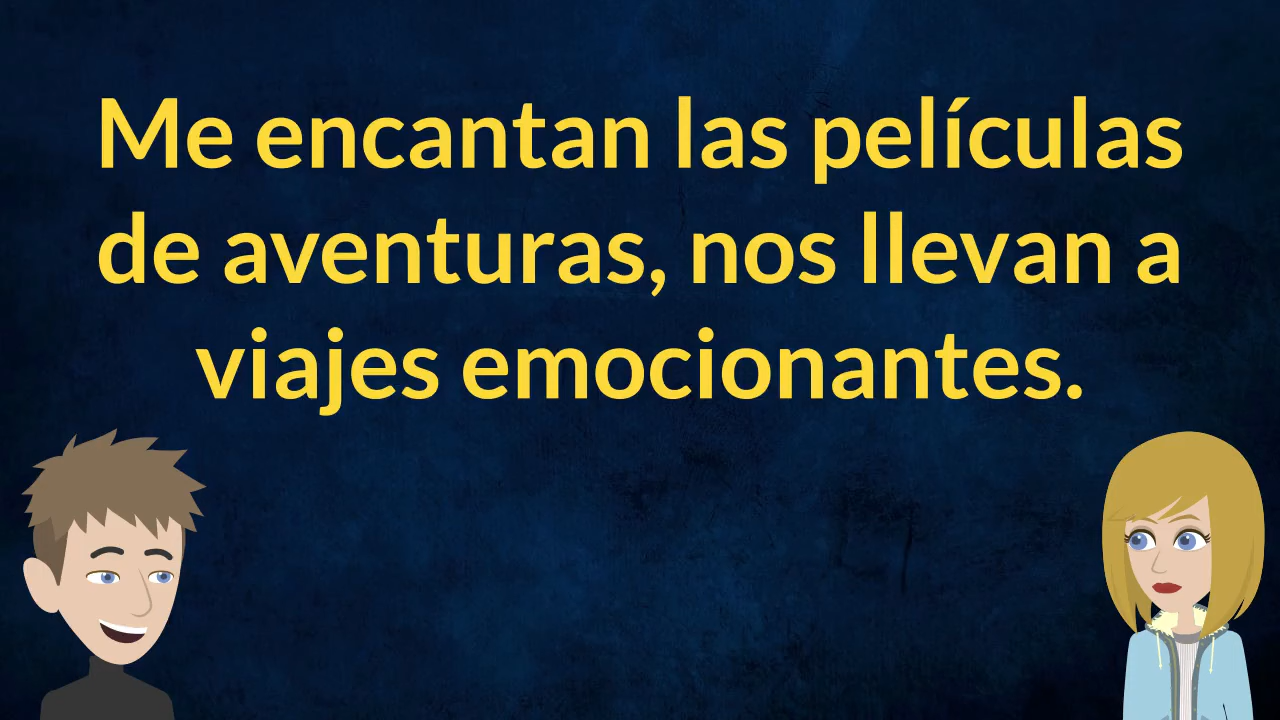 Me encantan las películas
de aventuras, nos llevan a
viajes emocionantes.